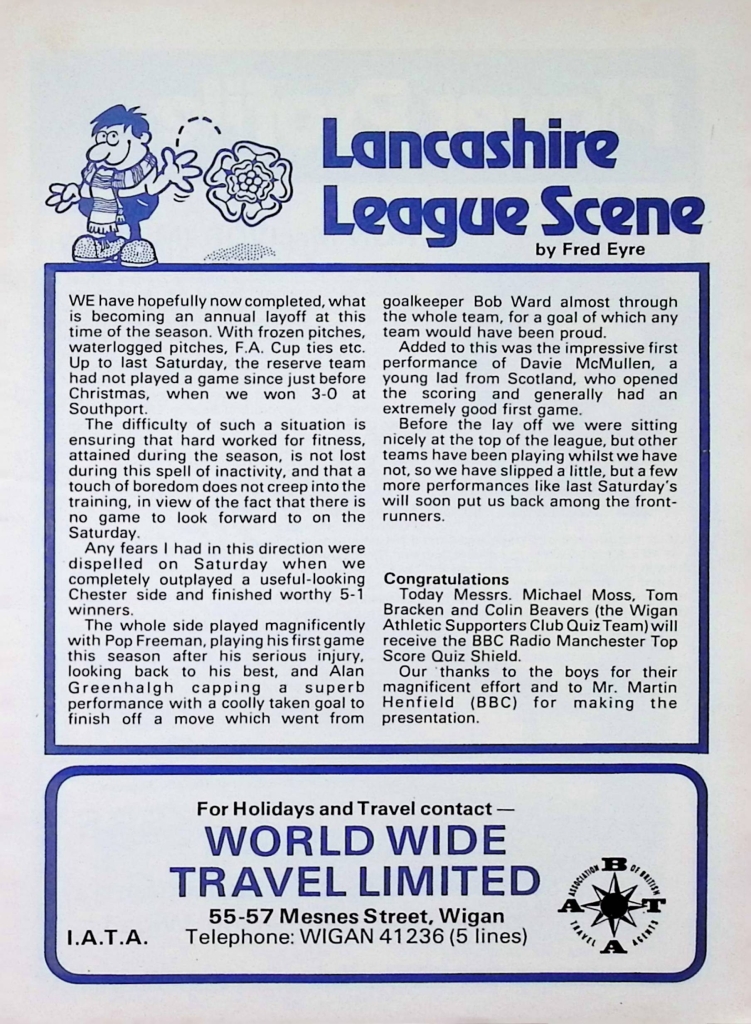 Lancashire
League Scene
by Fred Eyre
WE have hopefully now completed, what
is becoming an annual layoff at this
time of the season. With frozen pitches,
waterlogged pitches, F.A. Cup ties etc.
Up to last Saturday, the reserve team
had not played a game since just before
Christmas, when we won 3-0 at
Southport.
The difficulty of such a situation is
ensuring that hard worked for fitness,
attained during the season, is not lost
during this spell of inactivity, and that a
touch of boredom does not creep into the
training, in view of the fact that there is
no game to look forward to on the
Saturday.
Any fears I had in this direction were
dispelled on Saturday when we
completely outplayed a useful-looking
Chester side and finished worthy 5-1
winners.
The whole side played magnificently
with Pop Freeman, playing his first game
this season after his serious injury,
looking back to his best, and Alan
Greenhalgh capping a superb
performance with a coolly taken goal to
finish off a move which went from
goalkeeper Bob Ward almost through
the whole team, for a goal of which any
team would have been proud.
Added to this was the impressive first
performance of Davie McMullen, a
young lad from Scotland, who opened
the scoring and generally had an
extremely good first game.
Before the lay off we were sitting
nicely at the top of the league, but other
teams have been playing whilst we have
not, so we have slipped a little, but a few
more performances like last Saturday's
will soon put us back among the front-
runners.
Congratulations
Today Messrs. Michael Moss, Tom
Bracken and Colin Beavers (the Wigan
Athletic Supporters Club Quiz Team) will
receive the BBC Radio Manchester Top
Score Quiz Shield.
Our thanks to the boys for their
magnificent effort and to Mr. Martin
Henfield (BBC) for making the
presentation.
For Holidays and Travel contact —
WORLD WIDE
TRAVEL LIMITED
55-57 Mesnes Street, Wigan
I.A.T.A. Telephone: WIGAN 41236 (5 lines)
ABTA
ASSOCIATION OF BRITISH
TRAVEL AGENTS